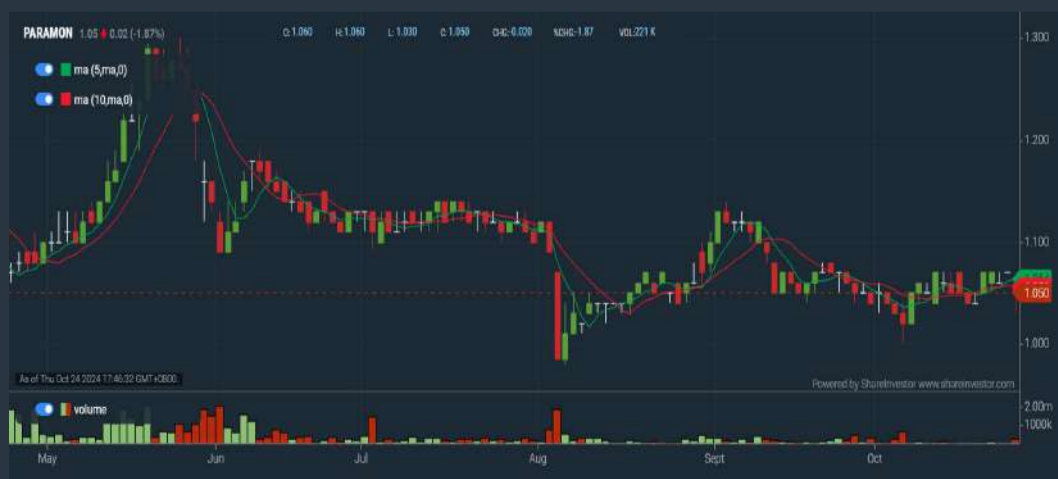 PARAMON 1.05 0.02 (-1.87%) O: 1.060 H: 1.060 L: 1.030 C: 1.050 CHG:-0.020 %CHG:-1.87 VOL:221 K
ma (5,ma,0)
ma (10,ma,0)
1.300
1.200
1.100
1.050
1.000
As of Thu Oct 24 2024 17:46:32 GMT+0800.
Powered by ShareInvestor www.shareinvestor.com
volume
2.00m
1000k
May Jun Jul Aug Sept Oct